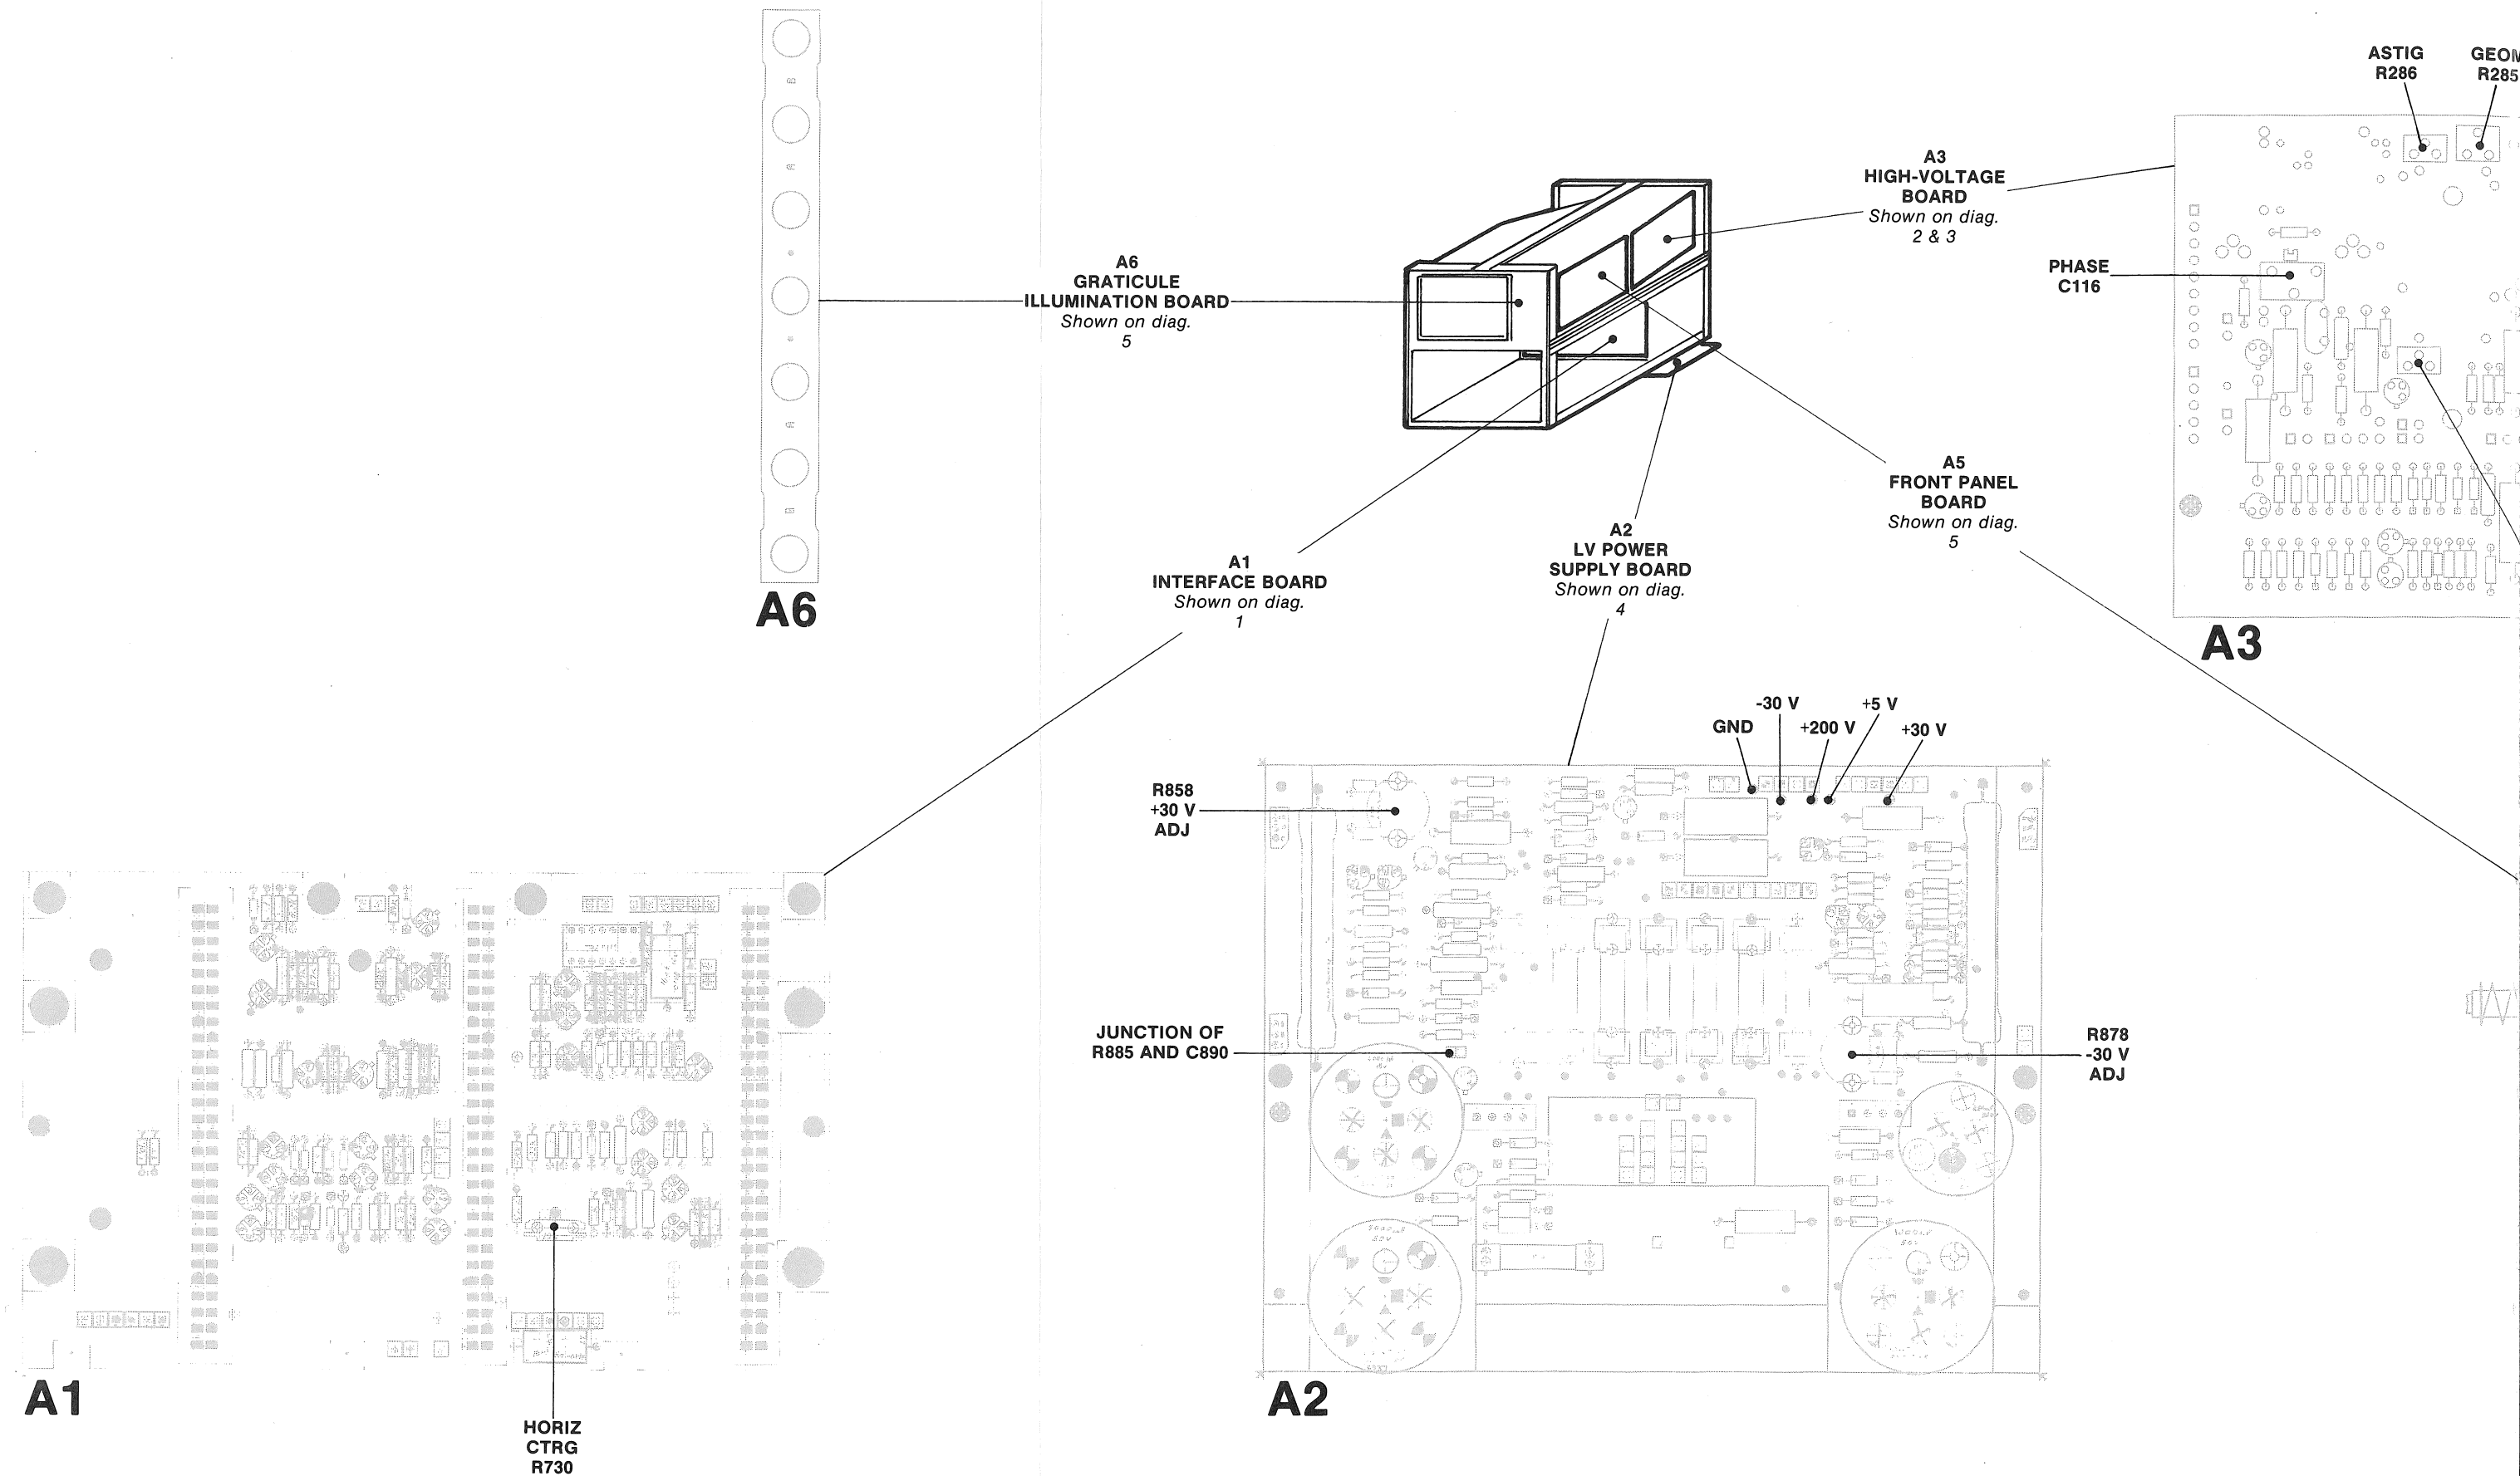 ASTIG
R286
R285
A3
HIGH-VOLTAGE
BOARD
Shown on diag.
2 & 3
PHASE
C116
A6
GRATICULE
ILLUMINATION BOARD
Shown on diag.
5
A5
FRONT PANEL
BOARD
Shown on diag.
5
A2
LV POWER
SUPPLY BOARD
Shown on diag.
4
A1
INTERFACE BOARD
Shown on diag.
1
A6
A3
-30 V
+5 V
GND
+200 V
+30 V
R858
+30 V
ADJ
JUNCTION OF
R885 AND C890
R878
-30 V
ADJ
A1
A2
HORIZ
CTRG
R730